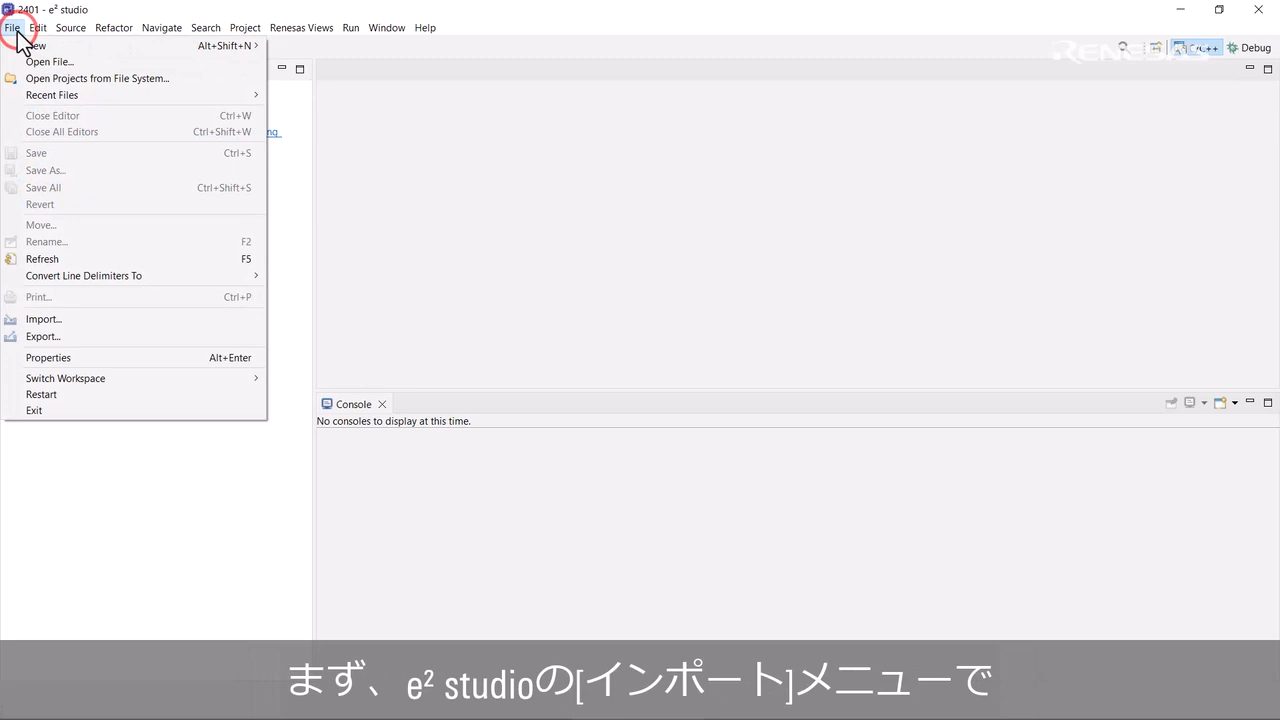 2401 - e² studio
File Edit Source Refactor Navigate Search Project Renesas Views Run Window Help
New Alt+Shift+N
RENESAS
C/C++ Debug
Open File...
Open Projects from File System...
Recent Files
Close Editor Ctrl+W
Close All Editors Ctrl+Shift+W
ng
Save Ctrl+S
Save As...
Save All Ctrl+Shift+S
Revert
Move...
Rename... F2
Refresh F5
Convert Line Delimiters To
Print... Ctrl+P
Import...
Export...
Properties Alt+Enter
Switch Workspace
Restart
Exit
Console
No consoles to display at this time.
まず、e² studioの[インポート]メニューで